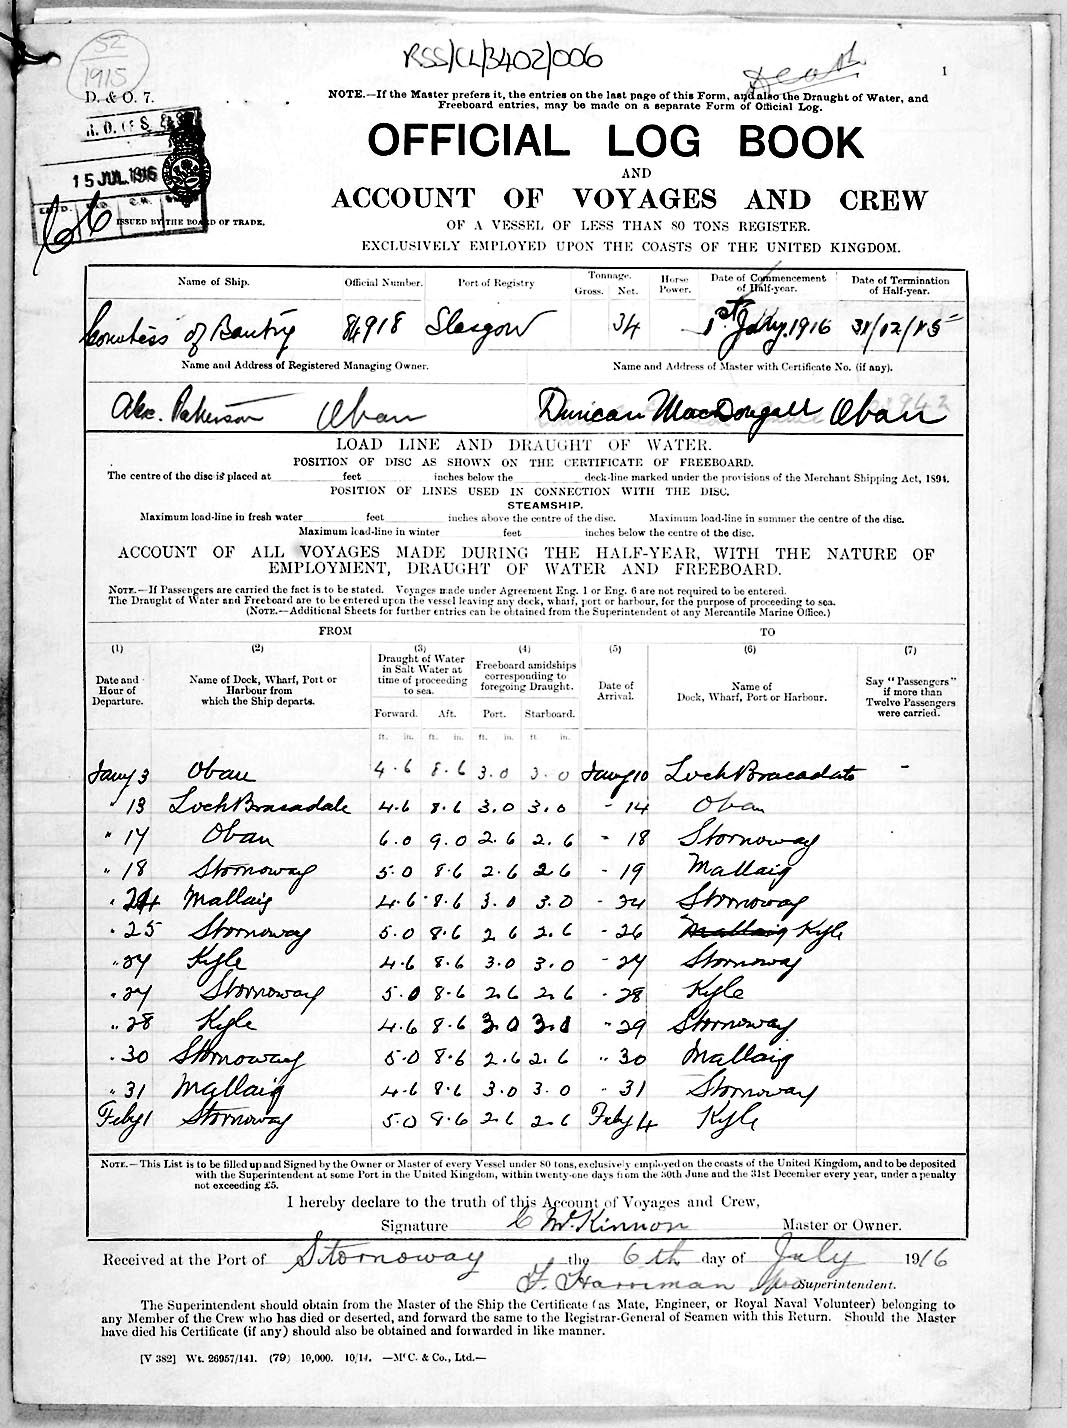 52
1915
RSS/CL/3402/006
Death
1
D. & O. 7.
NOTE.—If the Master prefers it, the entries on the last page of this Form, and also the Draught of Water, and
Freeboard entries, may be made on a separate Form of Official Log.
OFFICIAL LOG BOOK
AND
ACCOUNT OF VOYAGES AND CREW
OF A VESSEL OF LESS THAN 80 TONS REGISTER.
EXCLUSIVELY EMPLOYED UPON THE COASTS OF THE UNITED KINGDOM.
15 JUL. 1916
66
ISSUED BY THE BOARD OF TRADE.
Name of Ship. Official Number. Port of Registry Tonnage. Gross. Net. Horse Power. Date of Commencement of Half-year. Date of Termination of Half-year.
Countess of Bantry 84918 Glasgow 34 1st July 1916 31/12/15
Name and Address of Registered Managing Owner. Name and Address of Master with Certificate No. (if any).
Alex. Paterson Oban Duncan MacDougall Oban
LOAD LINE AND DRAUGHT OF WATER.
POSITION OF DISC AS SHOWN ON THE CERTIFICATE OF FREEBOARD.
The centre of the disc is placed at feet inches below the deck-line marked under the provisions of the Merchant Shipping Act, 1894.
POSITION OF LINES USED IN CONNECTION WITH THE DISC.
STEAMSHIP.
Maximum load-line in fresh water feet inches above the centre of the disc. Maximum load-line in summer the centre of the disc.
Maximum load-line in winter feet inches below the centre of the disc.
ACCOUNT OF ALL VOYAGES MADE DURING THE HALF-YEAR, WITH THE NATURE OF
EMPLOYMENT, DRAUGHT OF WATER AND FREEBOARD.
NOTE.—If Passengers are carried the fact is to be stated. Voyages made under Agreement Eng. 1 or Eng. 6 are not required to be entered.
The Draught of Water and Freeboard are to be entered upon the vessel leaving any dock, wharf, port or harbour, for the purpose of proceeding to sea.
(NOTE.—Additional Sheets for further entries can be obtained from the Superintendent of any Mercantile Marine Office.)
FROM TO
(1) (2) (3) (4) (5) (6) (7)
Date and Hour of Departure. Name of Dock, Wharf, Port or Harbour from which the Ship departs. Draught of Water in Salt Water at time of proceeding to sea. Freeboard amidships corresponding to foregoing Draught. Date of Arrival. Name of Dock, Wharf, Port or Harbour. Say "Passengers" if more than Twelve Passengers were carried.
Forward. Aft. Port. Starboard.
ft. in. ft. in. ft. in. ft. in.
Jany 3 Oban 4.6 8.6 3.0 3.0 Jany 10 Loch Bracadale -
" 13 Loch Bracadale 4.6 8.6 3.0 3.0 " 14 Oban
" 17 Oban 6.0 9.0 2.6 2.6 " 18 Stornoway
" 18 Stornoway 5.0 8.6 2.6 2.6 " 19 Mallaig
" 24 Mallaig 4.6 8.6 3.0 3.0 " 24 Stornoway
" 25 Stornoway 5.0 8.6 2.6 2.6 " 26 Mallaig Kyle
" 27 Kyle 4.6 8.6 3.0 3.0 " 27 Stornoway
" 27 Stornoway 5.0 8.6 2.6 2.6 " 28 Kyle
" 28 Kyle 4.6 8.6 3.0 3.0 " 29 Stornoway
" 30 Stornoway 5.0 8.6 2.6 2.6 " 30 Mallaig
" 31 Mallaig 4.6 8.6 3.0 3.0 " 31 Stornoway
Feby 1 Stornoway 5.0 8.6 2.6 2.6 Feby 4 Kyle
NOTE.—This List is to be filled up and Signed by the Owner or Master of every Vessel under 80 tons, exclusively employed on the coasts of the United Kingdom, and to be deposited
with the Superintendent at some Port in the United Kingdom, within twenty-one days from the 30th June and the 31st December every year, under a penalty
not exceeding £5.
I hereby declare to the truth of this Account of Voyages and Crew,
Signature C McKinnon Master or Owner.
Received at the Port of Stornoway the 6th day of July 1916
F. Harriman Superintendent.
The Superintendent should obtain from the Master of the Ship the Certificate (as Mate, Engineer, or Royal Naval Volunteer) belonging to
any Member of the Crew who has died or deserted, and forward the same to the Registrar-General of Seamen with this Return. Should the Master
have died his Certificate (if any) should also be obtained and forwarded in like manner.
[V 382] Wt. 26957/141. (79) 10,000. 10/14. —McC. & Co., Ltd.—